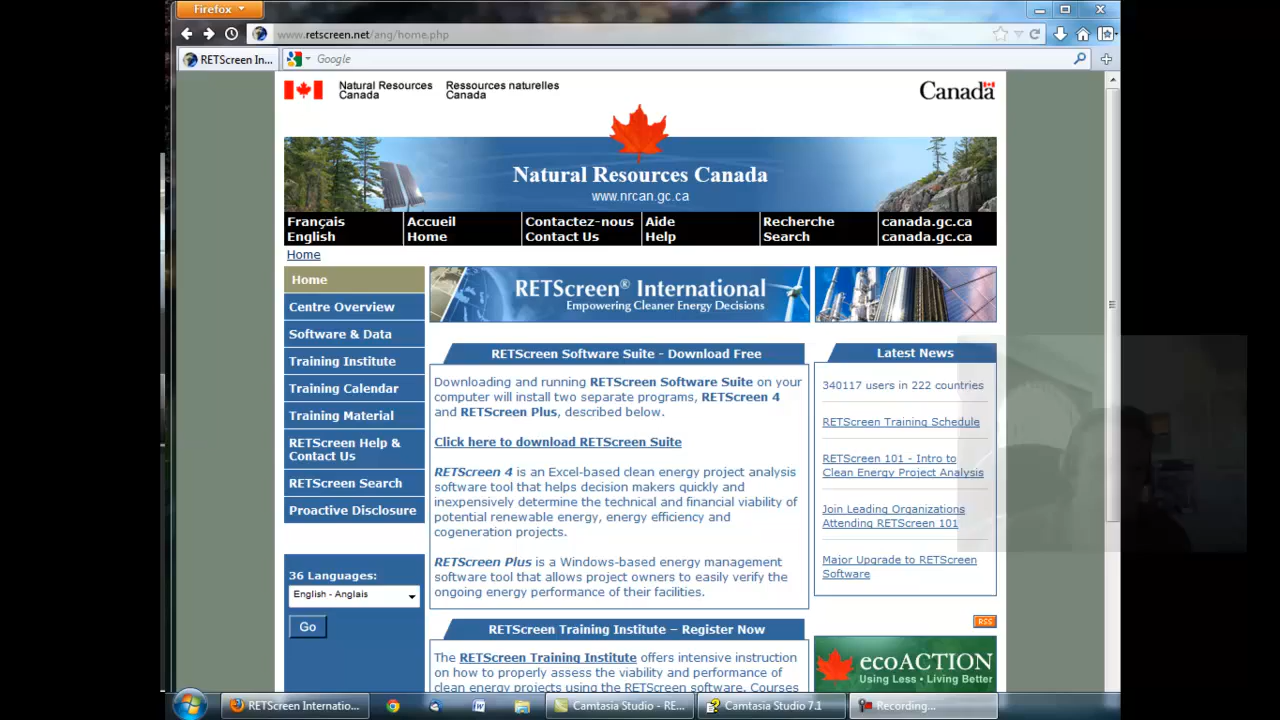 Firefox
www.retscreen.net/ang/home.php
RETScreen In...
Google
Natural Resources Canada
Ressources naturelles Canada
Canada
Natural Resources Canada
www.nrcan.gc.ca
Français
English
Accueil
Home
Contactez-nous
Contact Us
Aide
Help
Recherche
Search
canada.gc.ca
canada.gc.ca
Home
Home
Centre Overview
Software & Data
Training Institute
Training Calendar
Training Material
RETScreen Help &
Contact Us
RETScreen Search
Proactive Disclosure
36 Languages:
English - Anglais
Go
RETScreen® International
Empowering Cleaner Energy Decisions
RETScreen Software Suite - Download Free
Downloading and running RETScreen Software Suite on your
computer will install two separate programs, RETScreen 4
and RETScreen Plus, described below.
Click here to download RETScreen Suite
RETScreen 4 is an Excel-based clean energy project analysis
software tool that helps decision makers quickly and
inexpensively determine the technical and financial viability of
potential renewable energy, energy efficiency and
cogeneration projects.
RETScreen Plus is a Windows-based energy management
software tool that allows project owners to easily verify the
ongoing energy performance of their facilities.
RETScreen Training Institute – Register Now
The RETScreen Training Institute offers intensive instruction
on how to properly assess the viability and performance of
clean energy projects using the RETScreen software. Courses
Latest News
340117 users in 222 countries
RETScreen Training Schedule
RETScreen 101 - Intro to
Clean Energy Project Analysis
Join Leading Organizations
Attending RETScreen 101
Major Upgrade to RETScreen
Software
RSS
ecoACTION
Using Less • Living Better
RETScreen Internatio...
Camtasia Studio - RE...
Camtasia Studio 7.1
Recording...